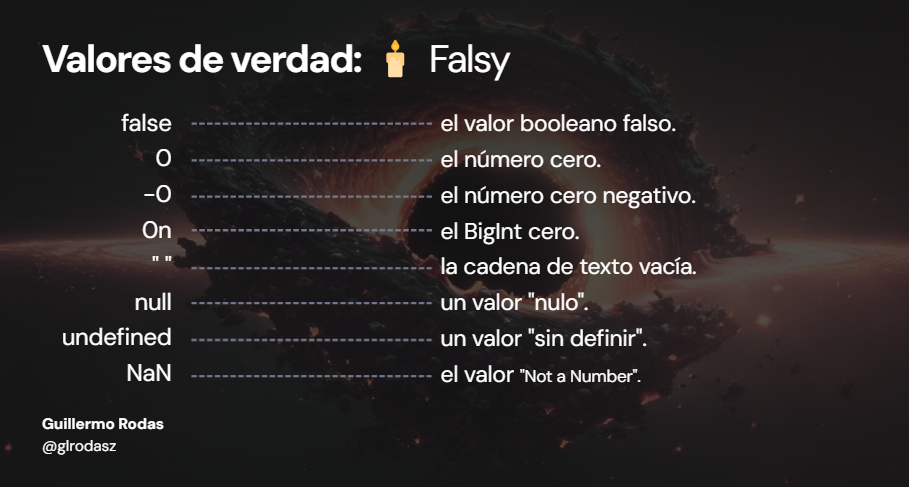 Valores de verdad: 🕯️ Falsy
false ------------------------------- el valor booleano falso.
0 ------------------------------- el número cero.
-0 ------------------------------- el número cero negativo.
0n ------------------------------- el BigInt cero.
" " ------------------------------- la cadena de texto vacía.
null ------------------------------- un valor "nulo".
undefined ------------------------------- un valor "sin definir".
NaN ------------------------------- el valor "Not a Number".
Guillermo Rodas
@glrodasz